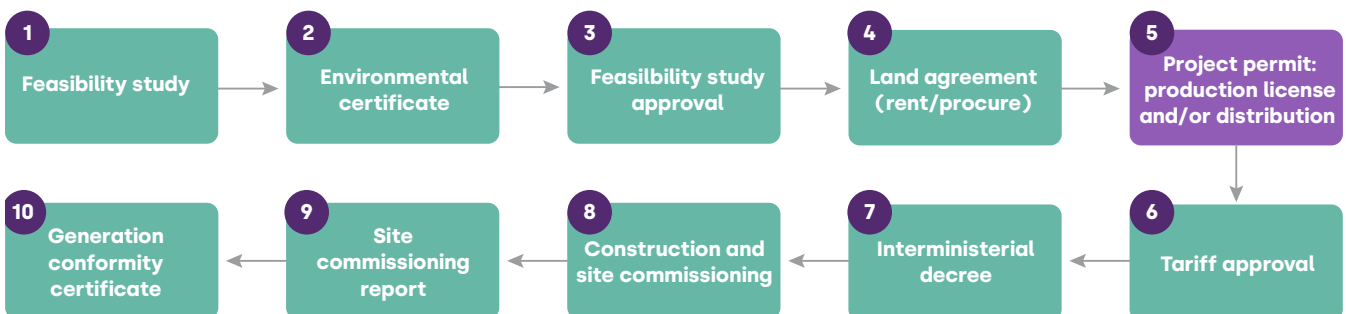 1
Feasibility study
2
Environmental
certificate
3
Feasilbility study
approval
4
Land agreement
(rent/procure)
5
Project permit:
production license
and/or distribution
6
Tariff approval
7
Interministerial
decree
8
Construction and
site commissioning
9
Site
commissioning
report
10
Generation
conformity
certificate